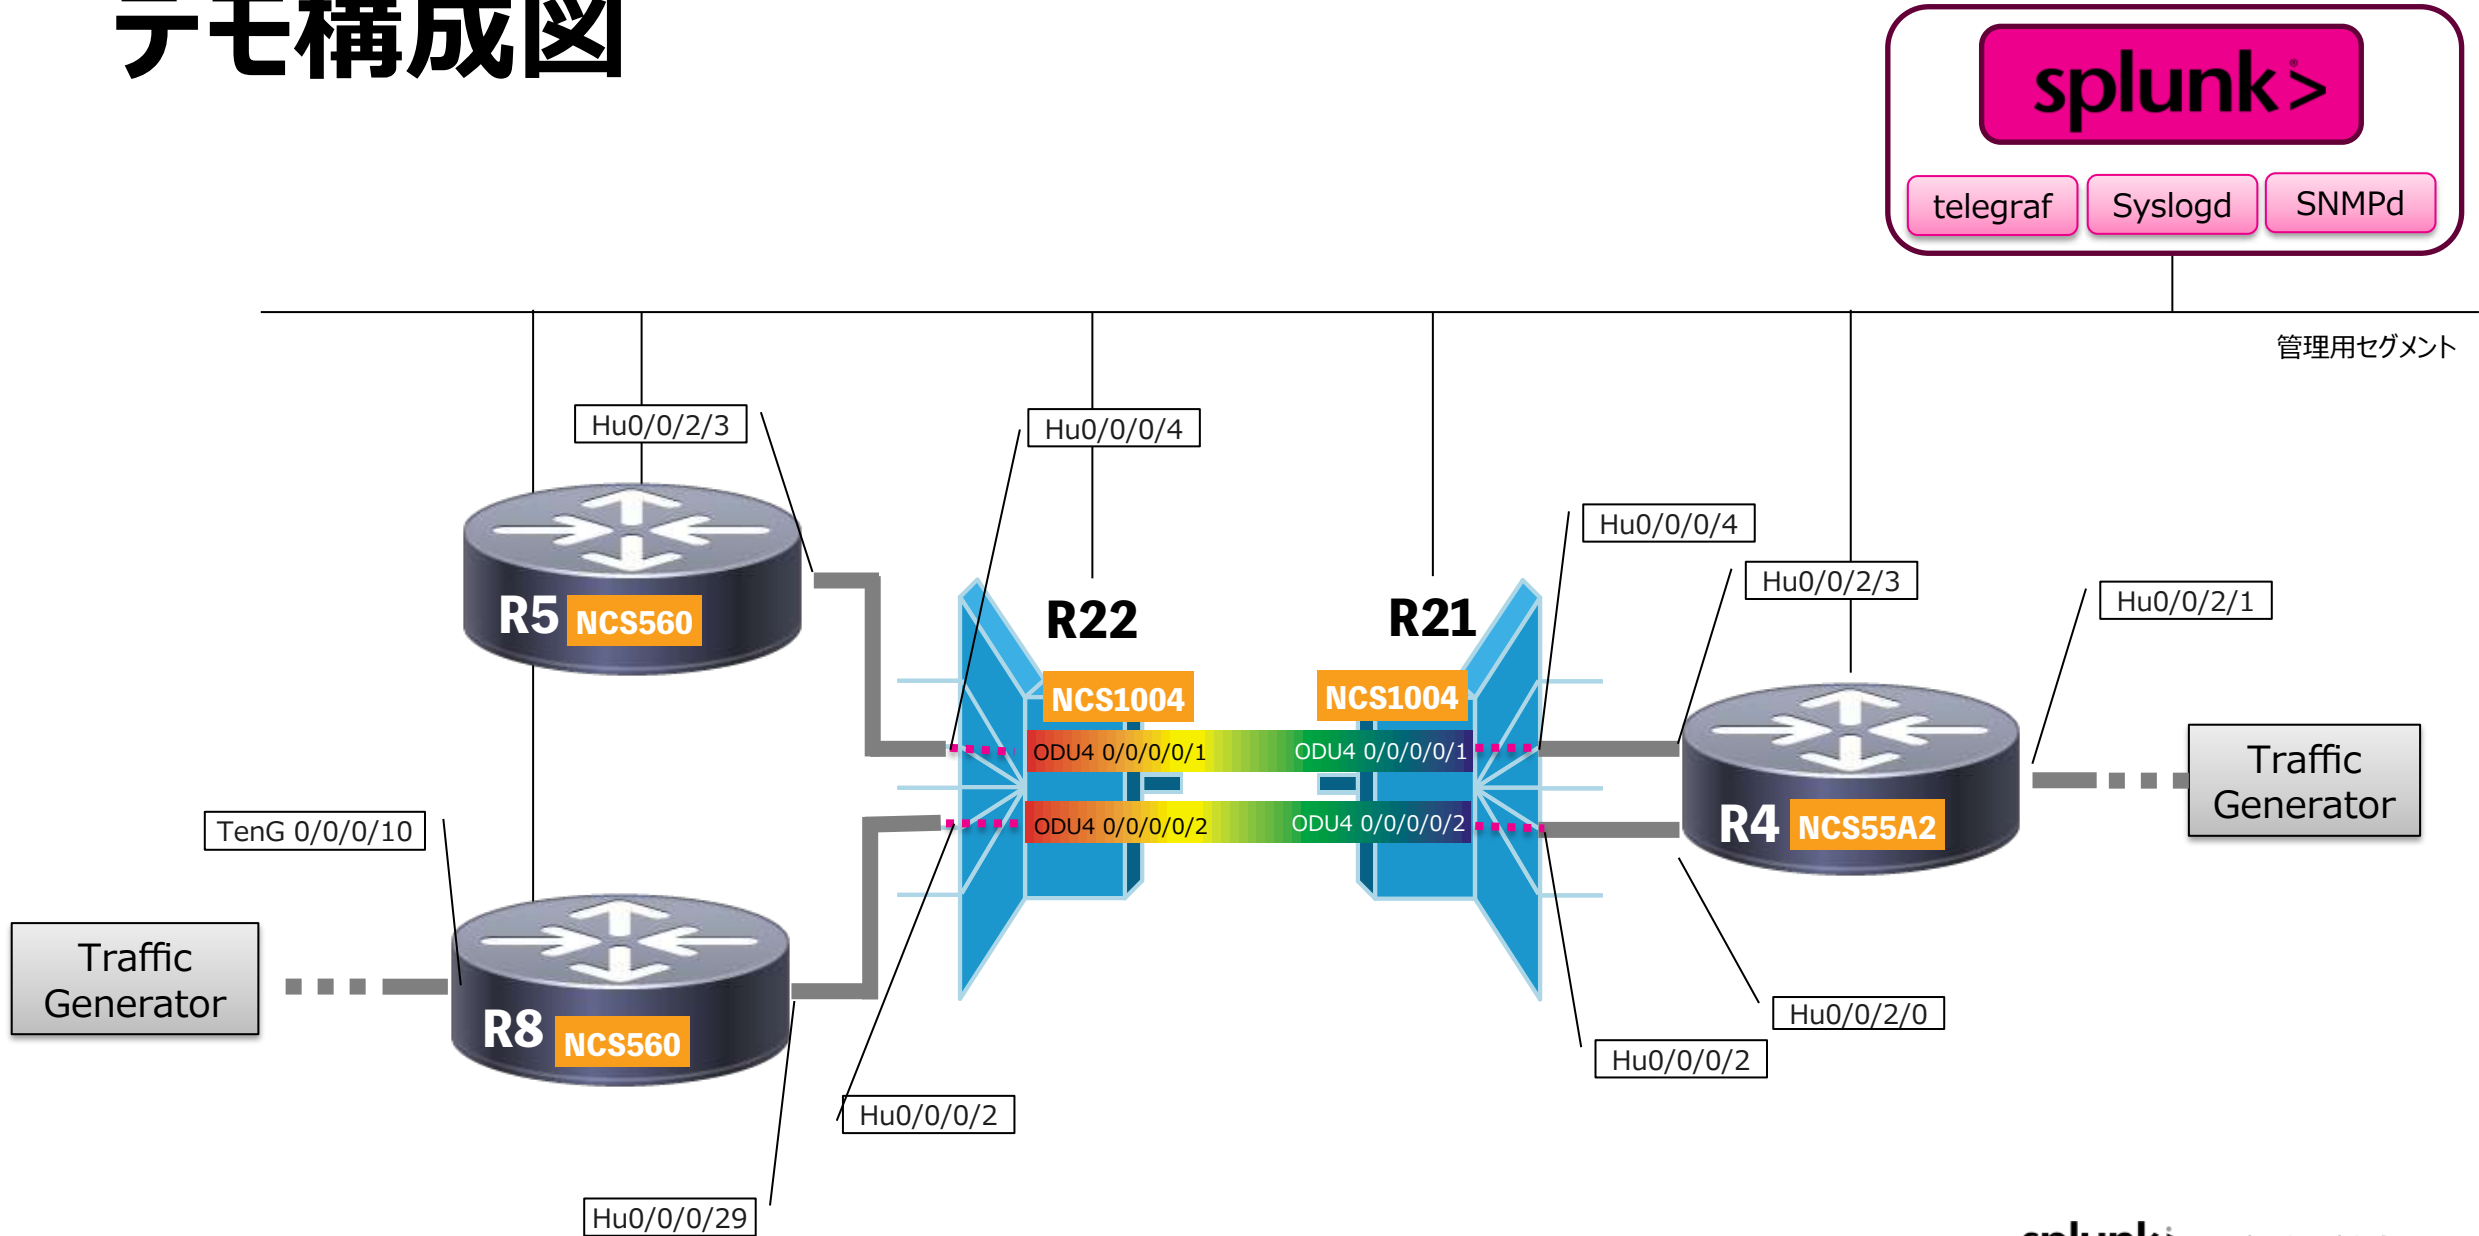 デモ構成図
splunk>
telegraf
Syslogd
SNMPd
管理用セグメント
Hu0/0/2/3
Hu0/0/0/4
Hu0/0/0/4
Hu0/0/2/3
Hu0/0/2/1
R5 NCS560
R22
R21
NCS1004
NCS1004
ODU4 0/0/0/0/1
ODU4 0/0/0/0/1
ODU4 0/0/0/0/2
ODU4 0/0/0/0/2
R4 NCS55A2
Traffic
Generator
TenG 0/0/0/10
Traffic
Generator
R8 NCS560
Hu0/0/2/0
Hu0/0/0/2
Hu0/0/0/2
Hu0/0/0/29
splunk>